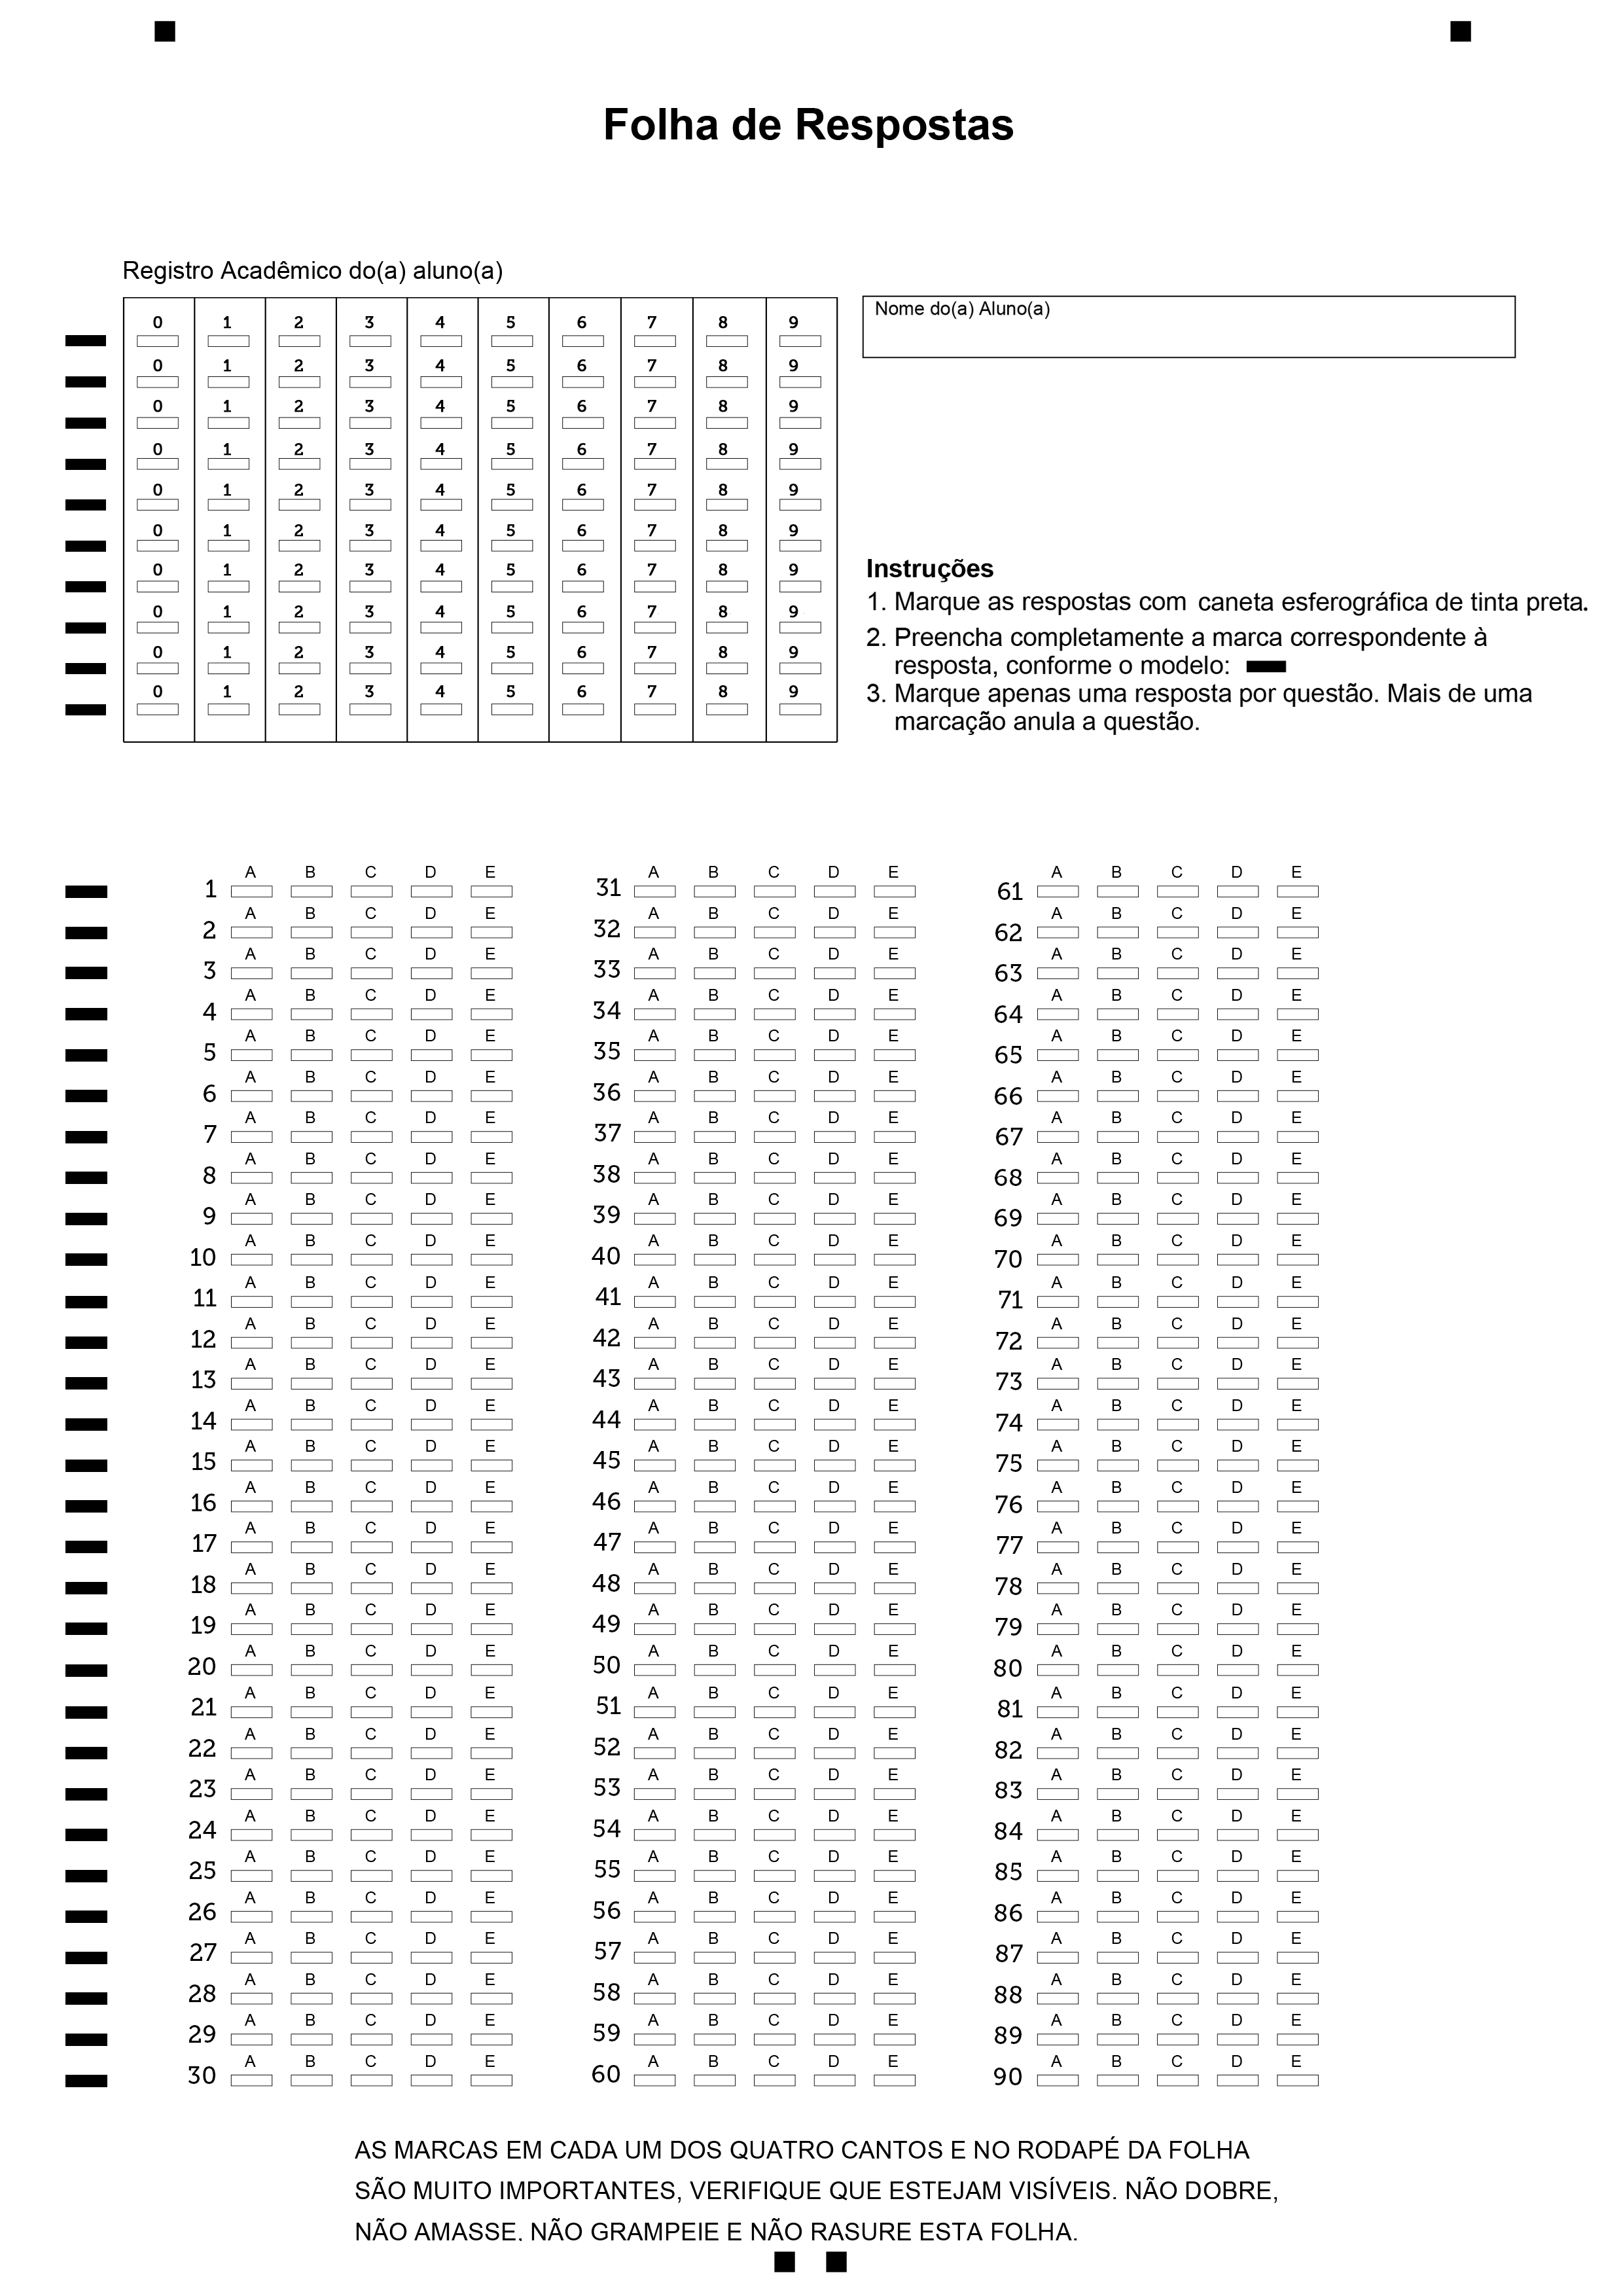 Folha de Respostas
Registro Acadêmico do(a) aluno(a)
0 1 2 3 4 5 6 7 8 9
0 1 2 3 4 5 6 7 8 9
0 1 2 3 4 5 6 7 8 9
0 1 2 3 4 5 6 7 8 9
0 1 2 3 4 5 6 7 8 9
0 1 2 3 4 5 6 7 8 9
0 1 2 3 4 5 6 7 8 9
0 1 2 3 4 5 6 7 8 9
0 1 2 3 4 5 6 7 8 9
0 1 2 3 4 5 6 7 8 9
Nome do(a) Aluno(a)
Instruções
1. Marque as respostas com caneta esferográfica de tinta preta.
2. Preencha completamente a marca correspondente à
resposta, conforme o modelo:
3. Marque apenas uma resposta por questão. Mais de uma
marcação anula a questão.
1 A B C D E 31 A B C D E 61 A B C D E
2 A B C D E 32 A B C D E 62 A B C D E
3 A B C D E 33 A B C D E 63 A B C D E
4 A B C D E 34 A B C D E 64 A B C D E
5 A B C D E 35 A B C D E 65 A B C D E
6 A B C D E 36 A B C D E 66 A B C D E
7 A B C D E 37 A B C D E 67 A B C D E
8 A B C D E 38 A B C D E 68 A B C D E
9 A B C D E 39 A B C D E 69 A B C D E
10 A B C D E 40 A B C D E 70 A B C D E
11 A B C D E 41 A B C D E 71 A B C D E
12 A B C D E 42 A B C D E 72 A B C D E
13 A B C D E 43 A B C D E 73 A B C D E
14 A B C D E 44 A B C D E 74 A B C D E
15 A B C D E 45 A B C D E 75 A B C D E
16 A B C D E 46 A B C D E 76 A B C D E
17 A B C D E 47 A B C D E 77 A B C D E
18 A B C D E 48 A B C D E 78 A B C D E
19 A B C D E 49 A B C D E 79 A B C D E
20 A B C D E 50 A B C D E 80 A B C D E
21 A B C D E 51 A B C D E 81 A B C D E
22 A B C D E 52 A B C D E 82 A B C D E
23 A B C D E 53 A B C D E 83 A B C D E
24 A B C D E 54 A B C D E 84 A B C D E
25 A B C D E 55 A B C D E 85 A B C D E
26 A B C D E 56 A B C D E 86 A B C D E
27 A B C D E 57 A B C D E 87 A B C D E
28 A B C D E 58 A B C D E 88 A B C D E
29 A B C D E 59 A B C D E 89 A B C D E
30 A B C D E 60 A B C D E 90 A B C D E
AS MARCAS EM CADA UM DOS QUATRO CANTOS E NO RODAPÉ DA FOLHA
SÃO MUITO IMPORTANTES, VERIFIQUE QUE ESTEJAM VISÍVEIS. NÃO DOBRE,
NÃO AMASSE. NÃO GRAMPEIE E NÃO RASURE ESTA FOLHA.